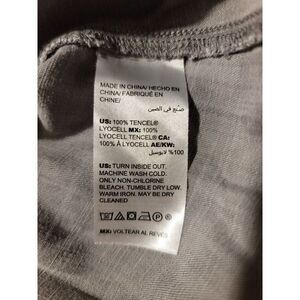 MADE IN CHINA/ HECHO EN
CHINA/ FABRIQUÉ EN
CHINE/
صنع في الصين
US: 100% TENCEL®
LYOCELL MX: 100%
LYOCELL TENCEL® CA:
100% À LYOCELL AE/KW:
100% لايوسيل
US: TURN INSIDE OUT.
MACHINE WASH COLD.
ONLY NON-CHLORINE
BLEACH. TUMBLE DRY LOW.
WARM IRON. MAY BE DRY
CLEANED
MX: VOLTEAR AL REVÉS